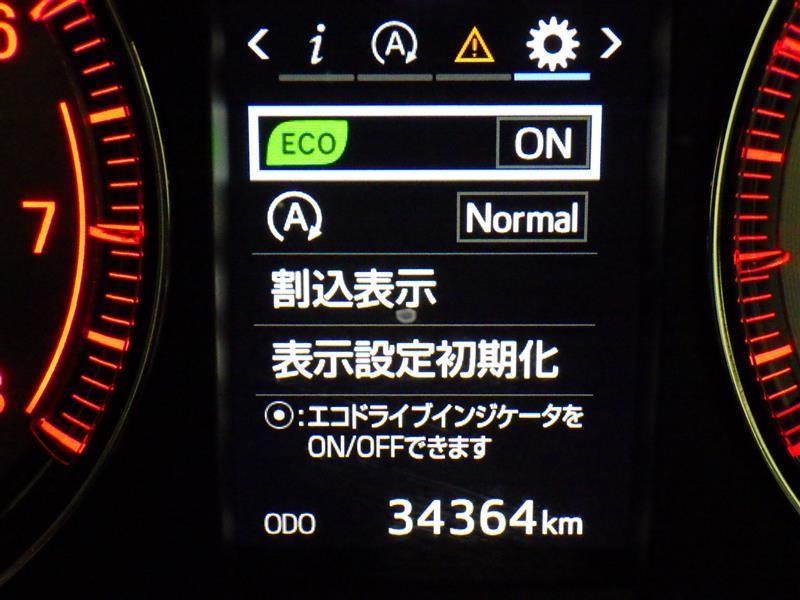 6
i A
ECO ON
7
A Normal
割込表示
表示設定初期化
:エコドライブインジケータを
ON/OFFできます
ODO 34364km